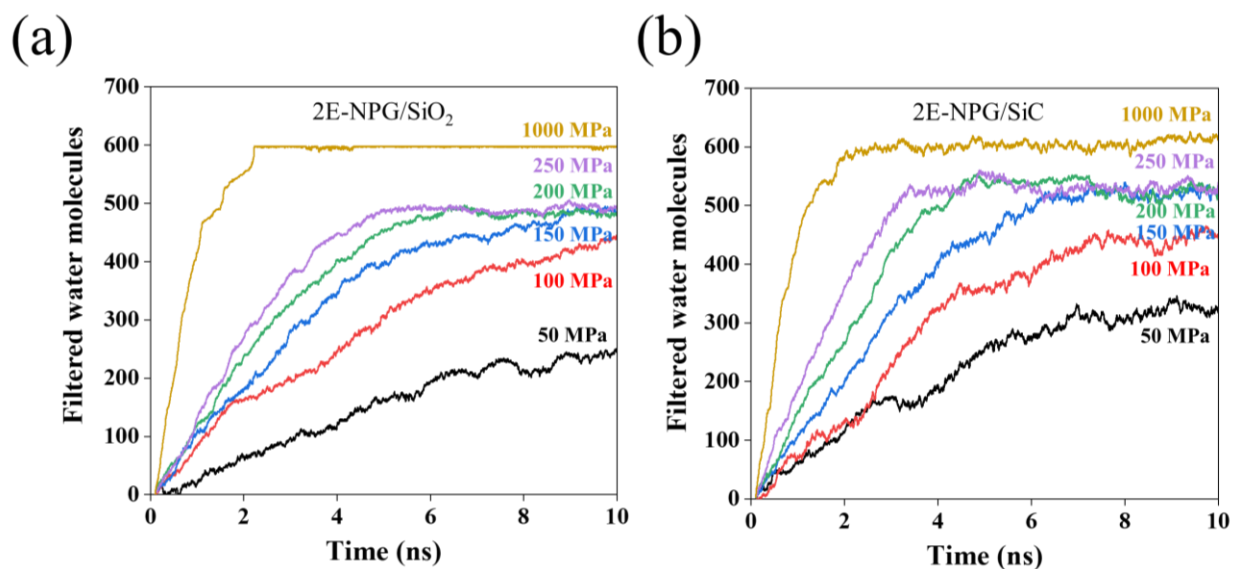 (a)
2E-NPG/SiO₂
Filtered water molecules
700
600
500
400
300
200
100
0
1000 MPa
250 MPa
200 MPa
150 MPa
100 MPa
50 MPa
0 2 4 6 8 10
Time (ns)
(b)
2E-NPG/SiC
Filtered water molecules
700
600
500
400
300
200
100
0
1000 MPa
250 MPa
200 MPa
150 MPa
100 MPa
50 MPa
0 2 4 6 8 10
Time (ns)